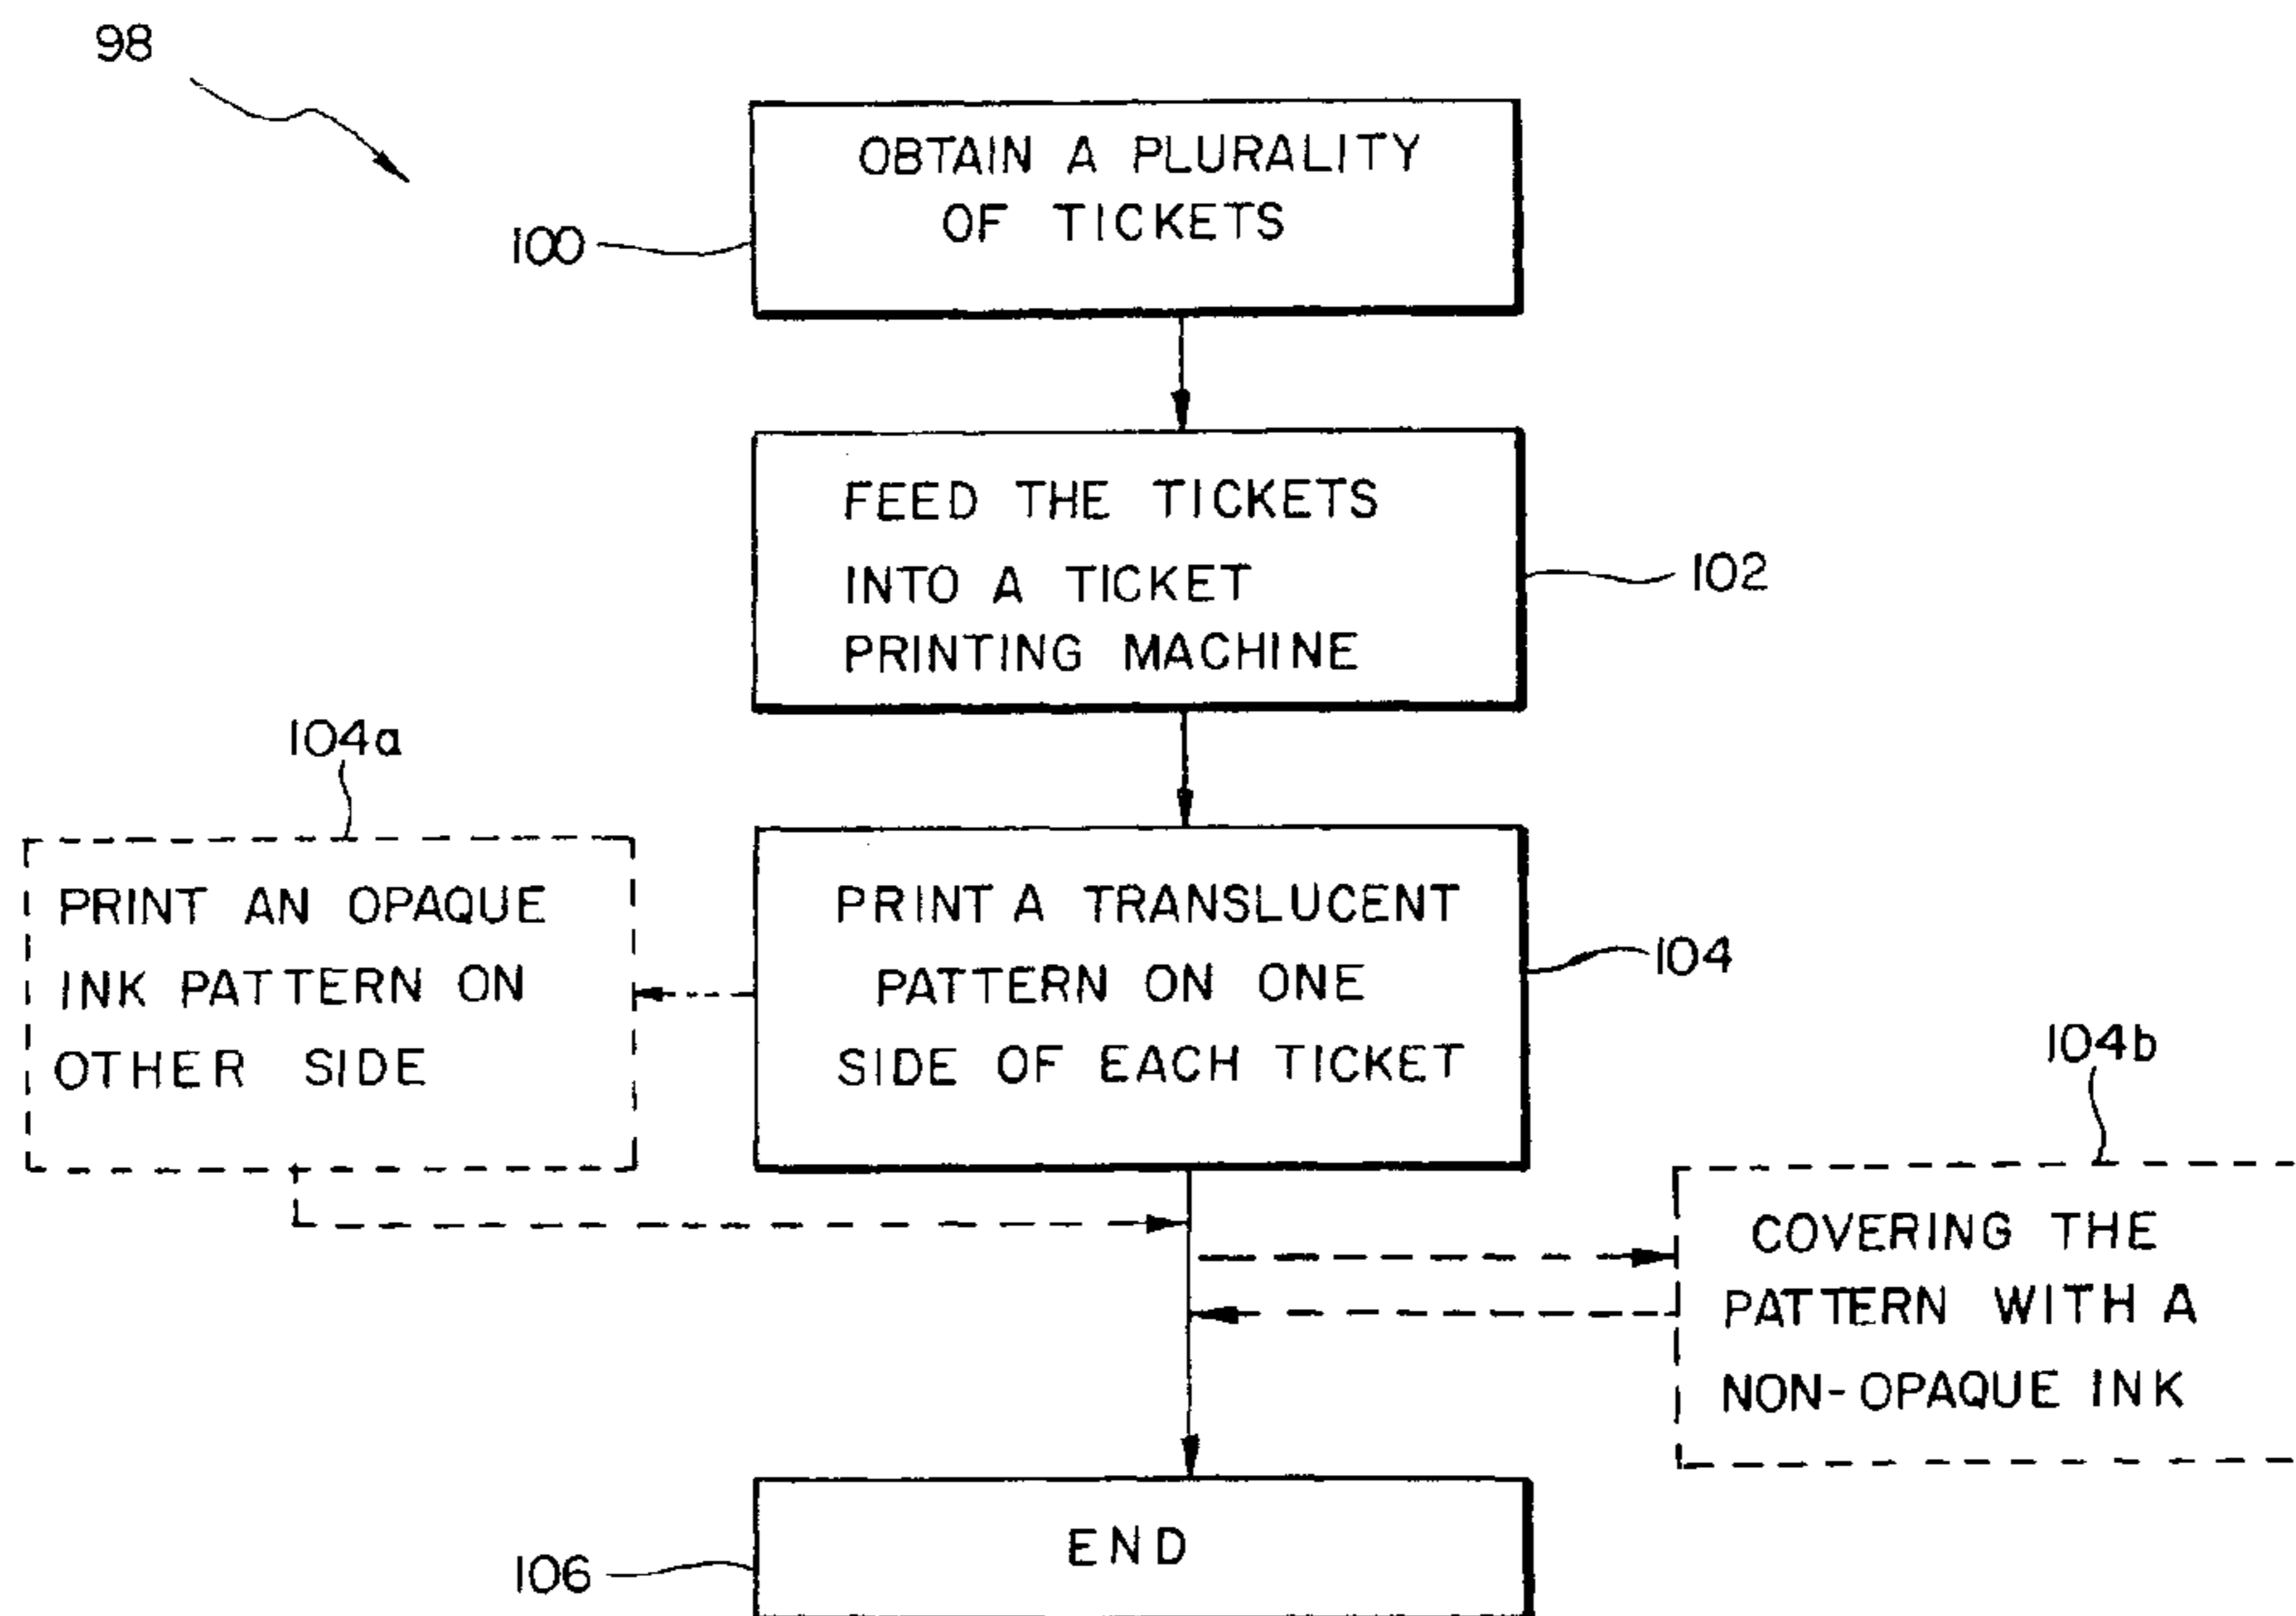 98
OBTAIN A PLURALITY
OF TICKETS
100
FEED THE TICKETS
INTO A TICKET
PRINTING MACHINE
102
104a
PRINT AN OPAQUE
INK PATTERN ON
OTHER SIDE
PRINT A TRANSLUCENT
PATTERN ON ONE
SIDE OF EACH TICKET
104
104b
COVERING THE
PATTERN WITH A
NON-OPAQUE INK
END
106